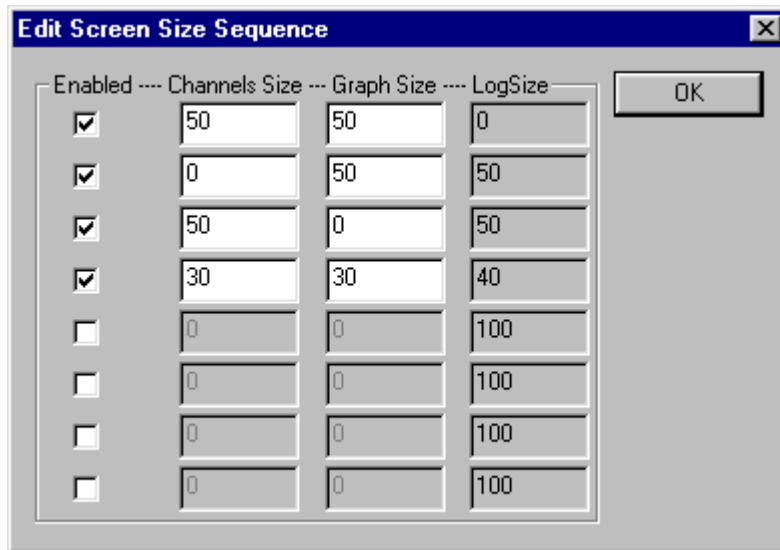 Edit Screen Size Sequence
Enabled ---- Channels Size --- Graph Size ---- LogSize
OK
50 50 0
0 50 50
50 0 50
30 30 40
0 0 100
0 0 100
0 0 100
0 0 100